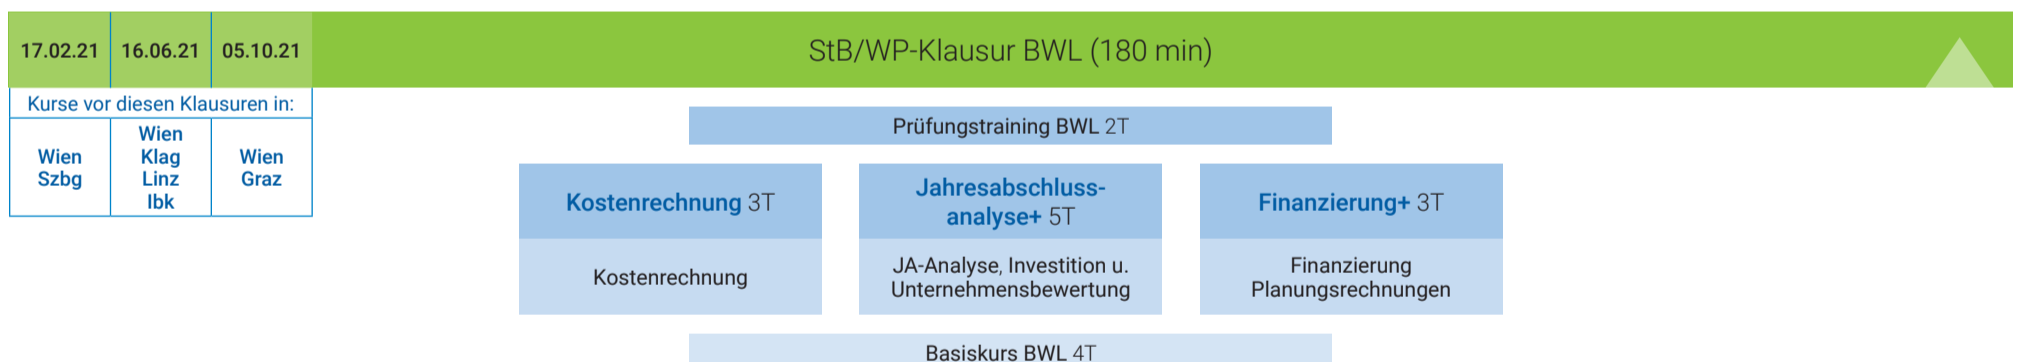 17.02.21 16.06.21 05.10.21 StB/WP-Klausur BWL (180 min)
Kurse vor diesen Klausuren in:
Wien
Szbg
Wien
Klag
Linz
Ibk
Wien
Graz
Prüfungstraining BWL 2T
Kostenrechnung 3T
Kostenrechnung
Jahresabschluss-
analyse+ 5T
JA-Analyse, Investition u.
Unternehmensbewertung
Finanzierung+ 3T
Finanzierung
Planungsrechnungen
Basiskurs BWL 4T